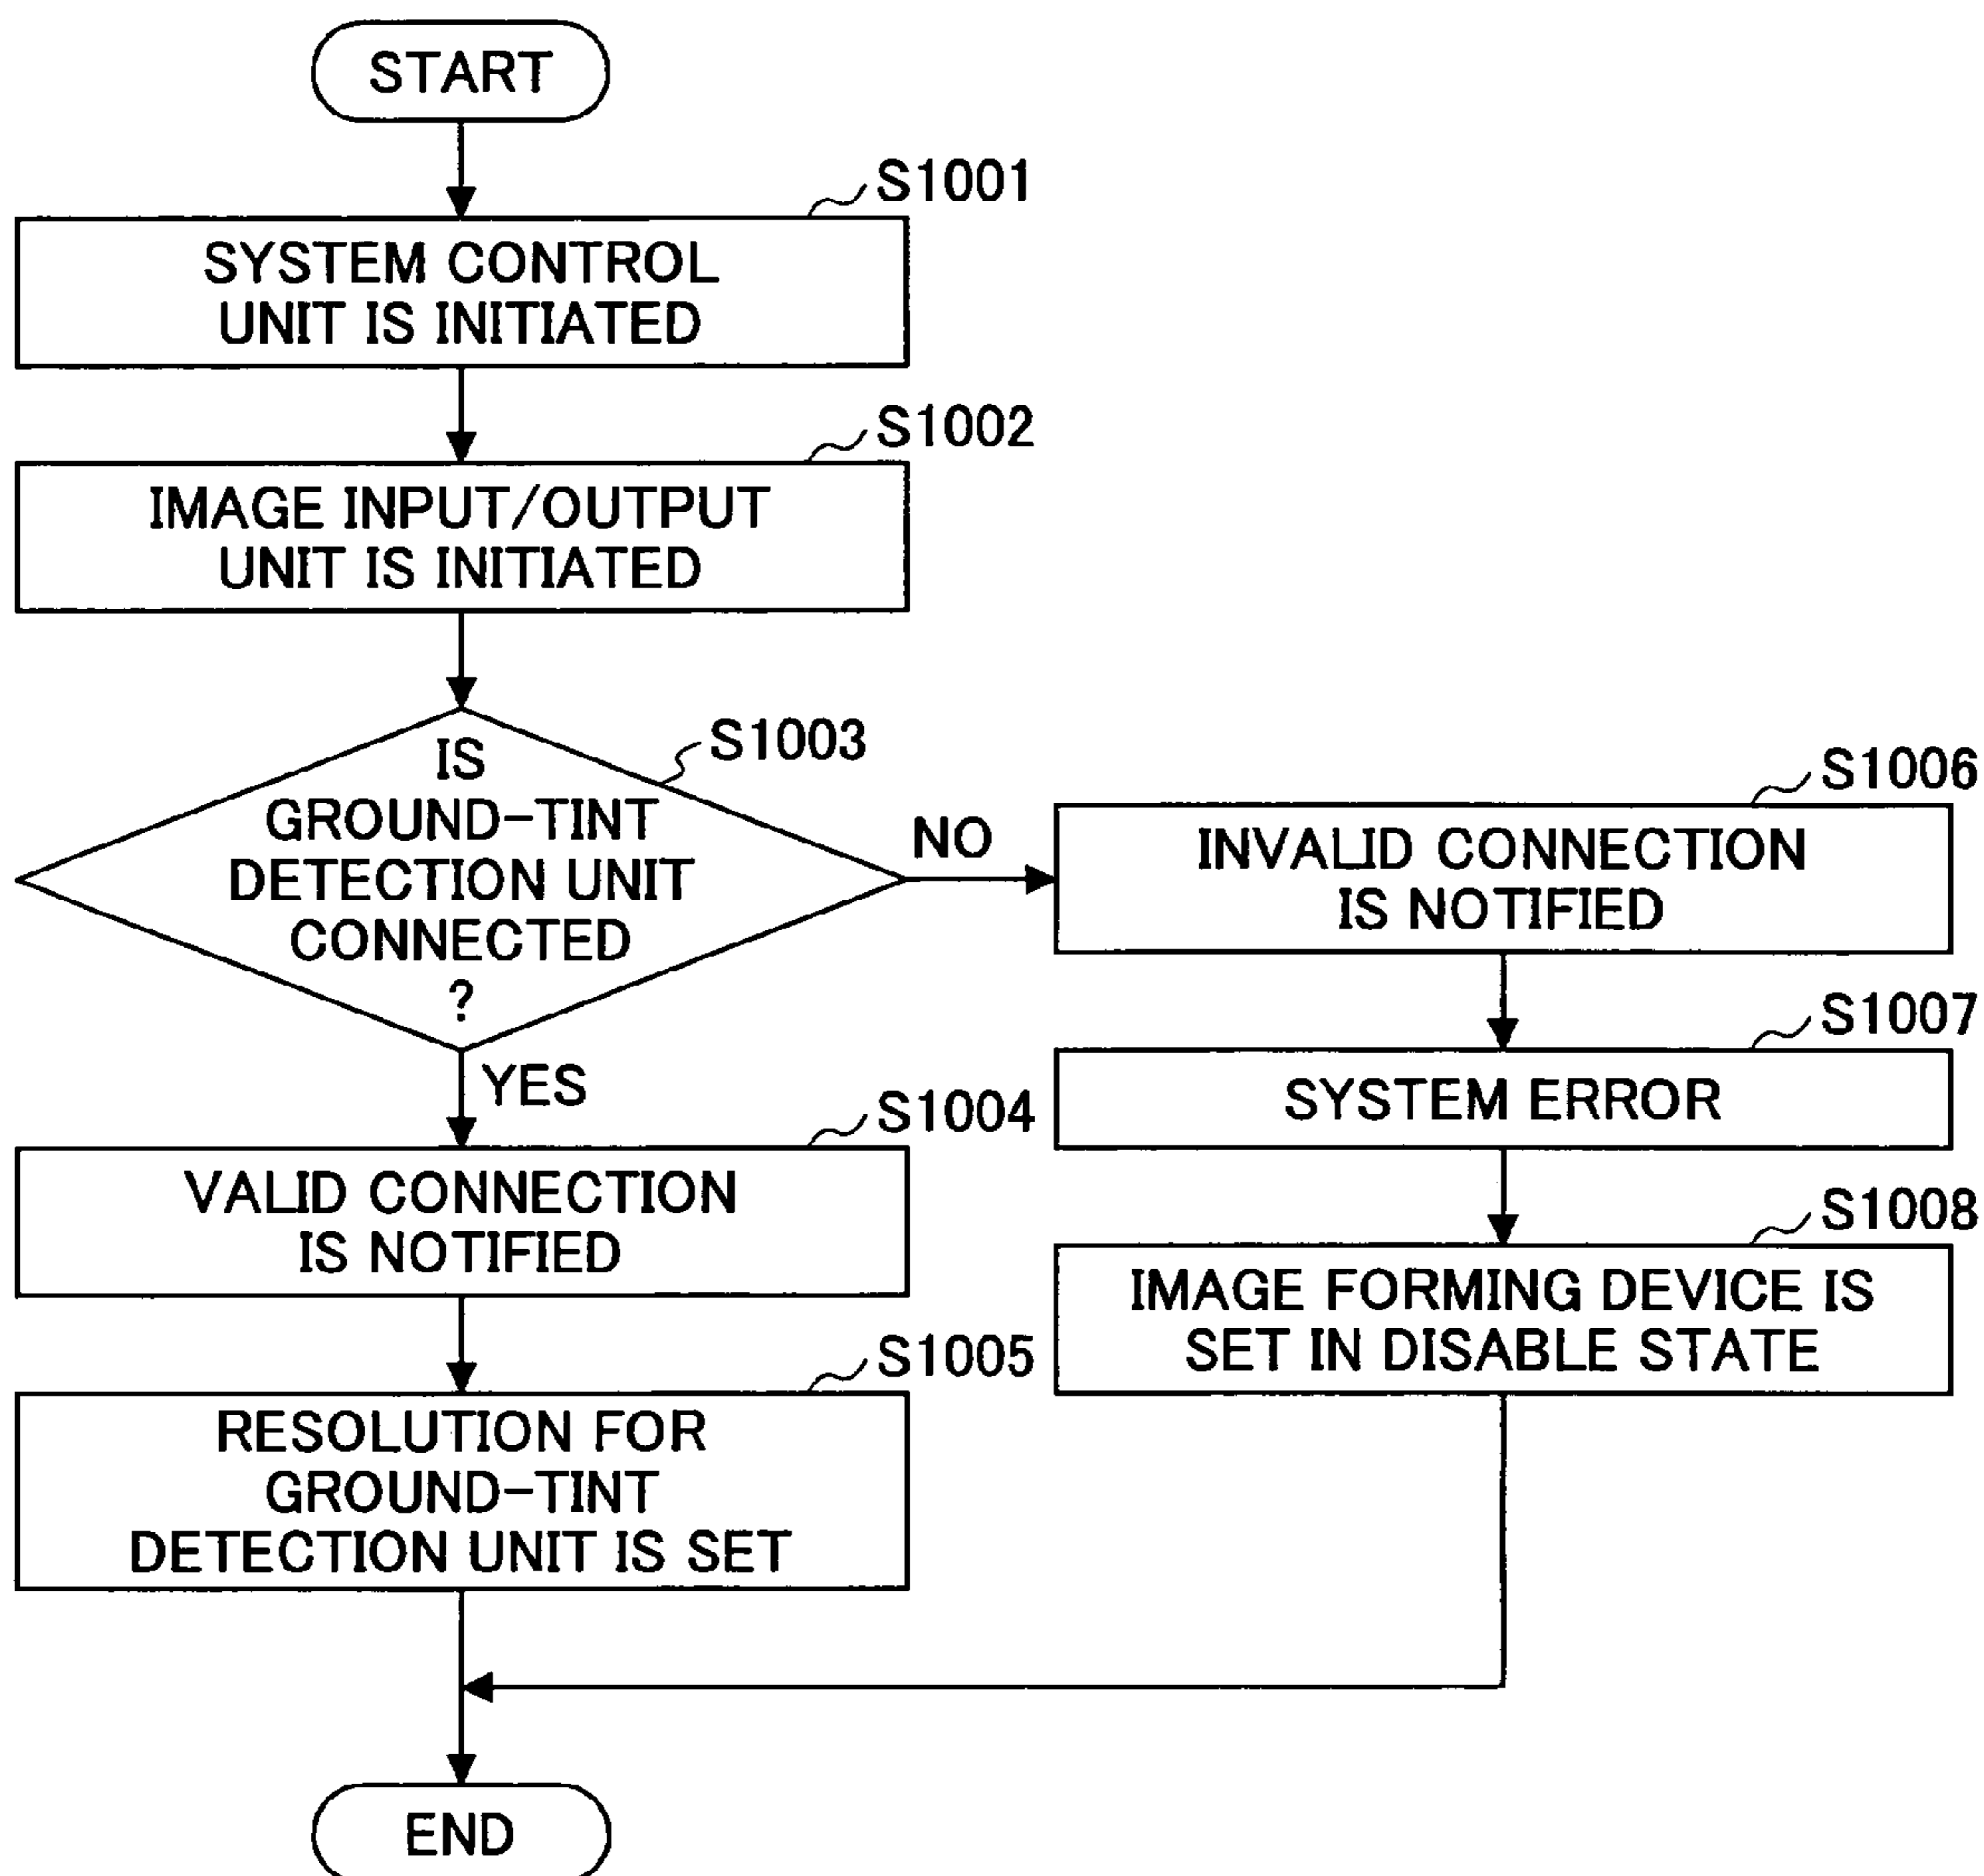 START
S1001
SYSTEM CONTROL
UNIT IS INITIATED
S1002
IMAGE INPUT/OUTPUT
UNIT IS INITIATED
S1003
IS
GROUND-TINT
DETECTION UNIT
CONNECTED
?
NO
YES
S1004
VALID CONNECTION
IS NOTIFIED
S1005
RESOLUTION FOR
GROUND-TINT
DETECTION UNIT IS SET
S1006
INVALID CONNECTION
IS NOTIFIED
S1007
SYSTEM ERROR
S1008
IMAGE FORMING DEVICE IS
SET IN DISABLE STATE
END